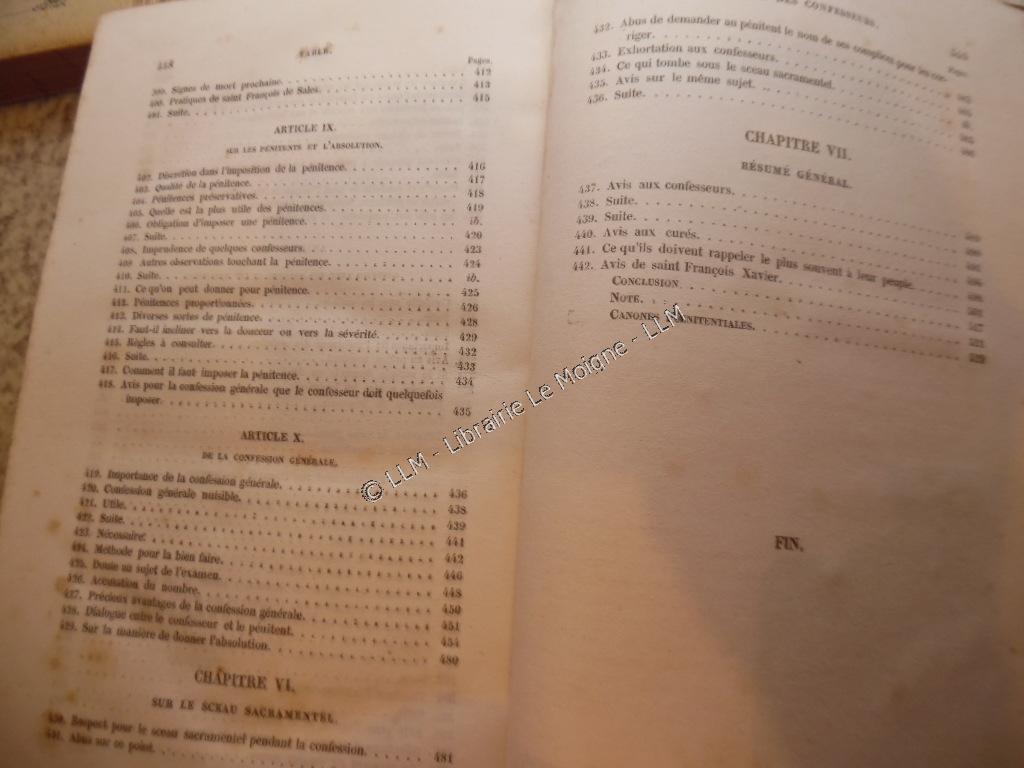 448 TABLE.
Pages.
399. Signes de mort prochaine. 412
400. Pratiques de saint François de Sales. 413
401. Suite. 415
ARTICLE IX.
SUR LES PÉNITENTS ET L'ABSOLUTION.
402. Discrétion dans l'imposition de la pénitence. 416
403. Qualité de la pénitence. 417
404. Pénitences préservatives. 418
405. Quelle est la plus utile des pénitences. 419
406. Obligation d'imposer une pénitence. ib.
407. Suite. 420
408. Imprudence de quelques confesseurs. 423
409. Autres observations touchant la pénitence. 424
410. Suite. ib.
411. Ce qu'on peut donner pour pénitence. 425
412. Pénitences proportionnées. 426
413. Diverses sortes de pénitence. 428
414. Faut-il incliner vers la douceur ou vers la sévérité. 429
415. Règles à consulter. 432
416. Suite. 433
417. Comment il faut imposer la pénitence. 434
418. Avis pour la confession générale que le confesseur doit quelquefois
imposer. 435
ARTICLE X.
DE LA CONFESSION GÉNÉRALE.
419. Importance de la confession générale. 436
420. Confession générale nuisible. 438
421. Utile. 439
422. Suite. 441
423. Nécessaire. 442
424. Méthode pour la bien faire. 446
425. Doute au sujet de l'examen. 448
426. Accusation du nombre. 450
427. Précieux avantages de la confession générale. 451
428. Dialogue entre le confesseur et le pénitent. 454
429. Sur la manière de donner l'absolution. 480
CHAPITRE VI.
SUR LE SCEAU SACRAMENTEL.
430. Respect pour le sceau sacramentel pendant la confession. 481
431. Abus sur ce point.
DES CONFESSEURS.
432. Abus de demander au pénitent le nom de ses complices pour les cor-
riger.
433. Exhortation aux confesseurs.
434. Ce qui tombe sous le sceau sacramentel.
435. Avis sur le même sujet.
436. Suite.
CHAPITRE VII.
RÉSUMÉ GÉNÉRAL.
437. Avis aux confesseurs.
438. Suite.
439. Suite.
440. Avis aux curés.
441. Ce qu'ils doivent rappeler le plus souvent à leur peuple.
442. Avis de saint François Xavier.
CONCLUSION.
NOTE.
CANONES PŒNITENTIALES.
FIN.
© LLM - Librairie Le Moigne - LLM